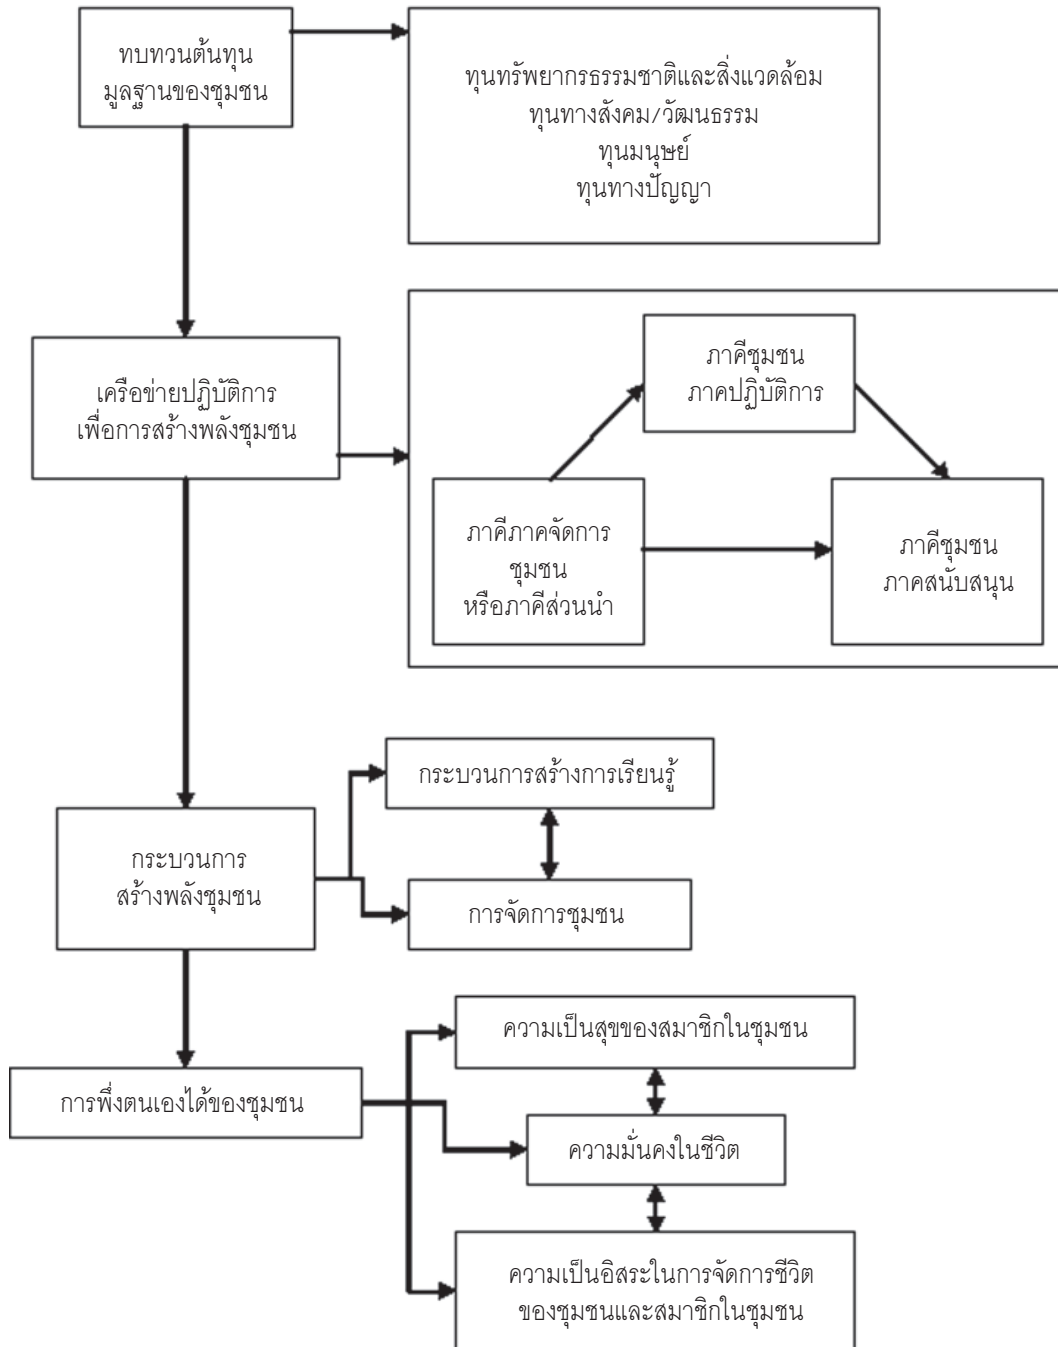 ทบทวนต้นทุน
มูลฐานของชุมชน
ทุนทรัพยากรธรรมชาติและสิ่งแวดล้อม
ทุนทางสังคม/วัฒนธรรม
ทุนมนุษย์
ทุนทางปัญญา
เครือข่ายปฏิบัติการ
เพื่อการสร้างพลังชุมชน
ภาคีชุมชน
ภาคปฏิบัติการ
ภาคีภาคจัดการ
ชุมชน
หรือภาคีส่วนนำ
ภาคีชุมชน
ภาคสนับสนุน
กระบวนการ
สร้างพลังชุมชน
กระบวนการสร้างการเรียนรู้
การจัดการชุมชน
การพึ่งตนเองได้ของชุมชน
ความเป็นสุขของสมาชิกในชุมชน
ความมั่นคงในชีวิต
ความเป็นอิสระในการจัดการชีวิต
ของชุมชนและสมาชิกในชุมชน